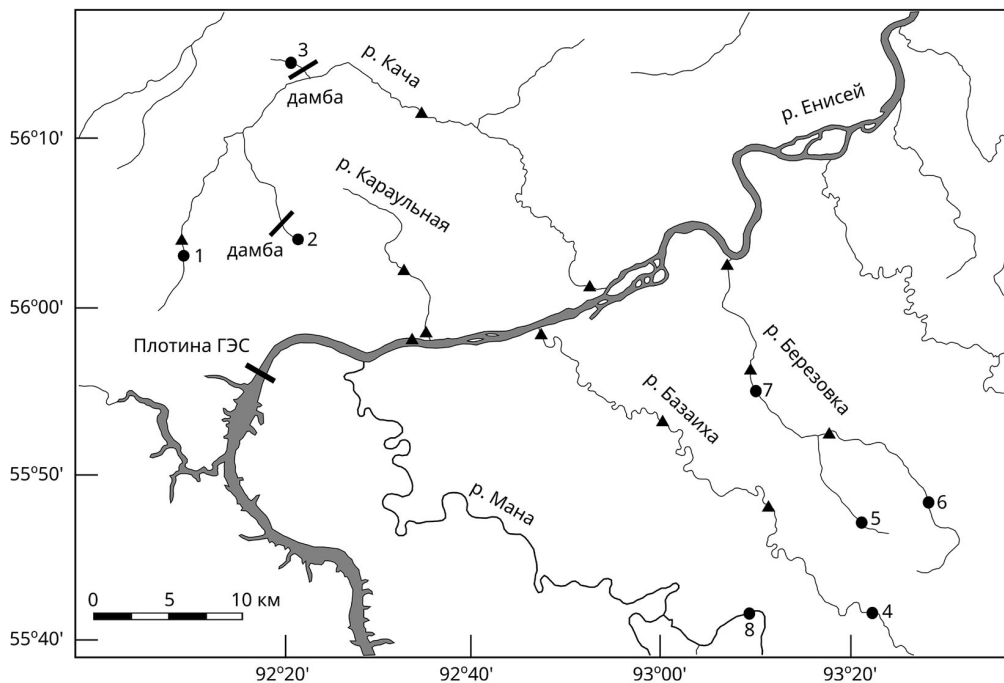 3
р. Кача
дамба
р. Енисей
56°10'
р. Караульная
дамба
2
1
56°00'
Плотина ГЭС
р. Березовка
7
р. Базаиха
55°50'
р. Мана
6
5
0 5 10 км
4
8
55°40'
92°20' 92°40' 93°00' 93°20'